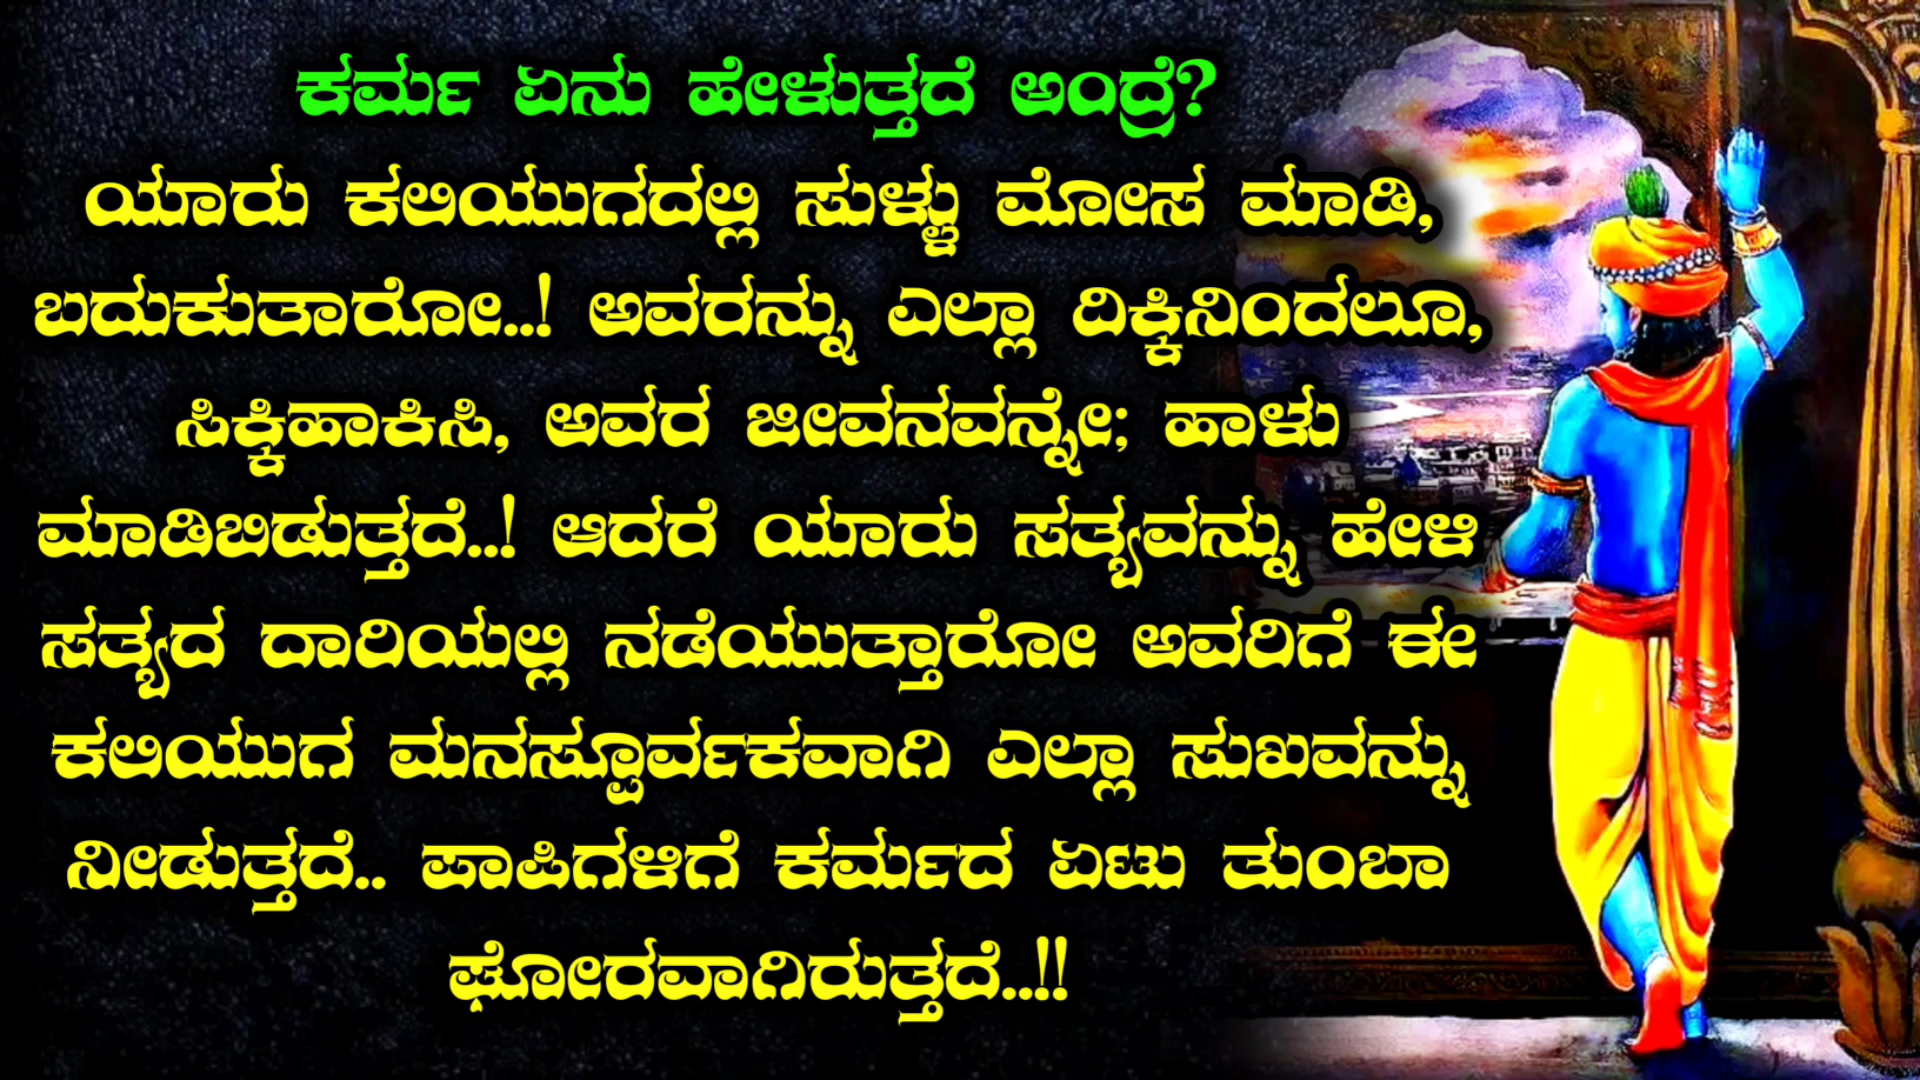 ಕರ್ಮ ಏನು ಹೇಳುತ್ತದೆ ಅಂದ್ರೆ?
ಯಾರು ಕಲಿಯುಗದಲ್ಲಿ ಸುಳ್ಳು ಮೋಸ ಮಾಡಿ,
ಬದುಕುತಾರೋ..! ಅವರನ್ನು ಎಲ್ಲಾ ದಿಕ್ಕಿನಿಂದಲೂ,
ಸಿಕ್ಕಿಹಾಕಿಸಿ, ಅವರ ಜೀವನವನ್ನೇ; ಹಾಳು
ಮಾಡಿಬಿಡುತ್ತದೆ..! ಆದರೆ ಯಾರು ಸತ್ಯವನ್ನು ಹೇಳಿ
ಸತ್ಯದ ದಾರಿಯಲ್ಲಿ ನಡೆಯುತ್ತಾರೋ ಅವರಿಗೆ ಈ
ಕಲಿಯುಗ ಮನಸ್ಪೂರ್ವಕವಾಗಿ ಎಲ್ಲಾ ಸುಖವನ್ನು
ನೀಡುತ್ತದೆ.. ಪಾಪಿಗಳಿಗೆ ಕರ್ಮದ ಏಟು ತುಂಬಾ
ಘೋರವಾಗಿರುತ್ತದೆ..!!